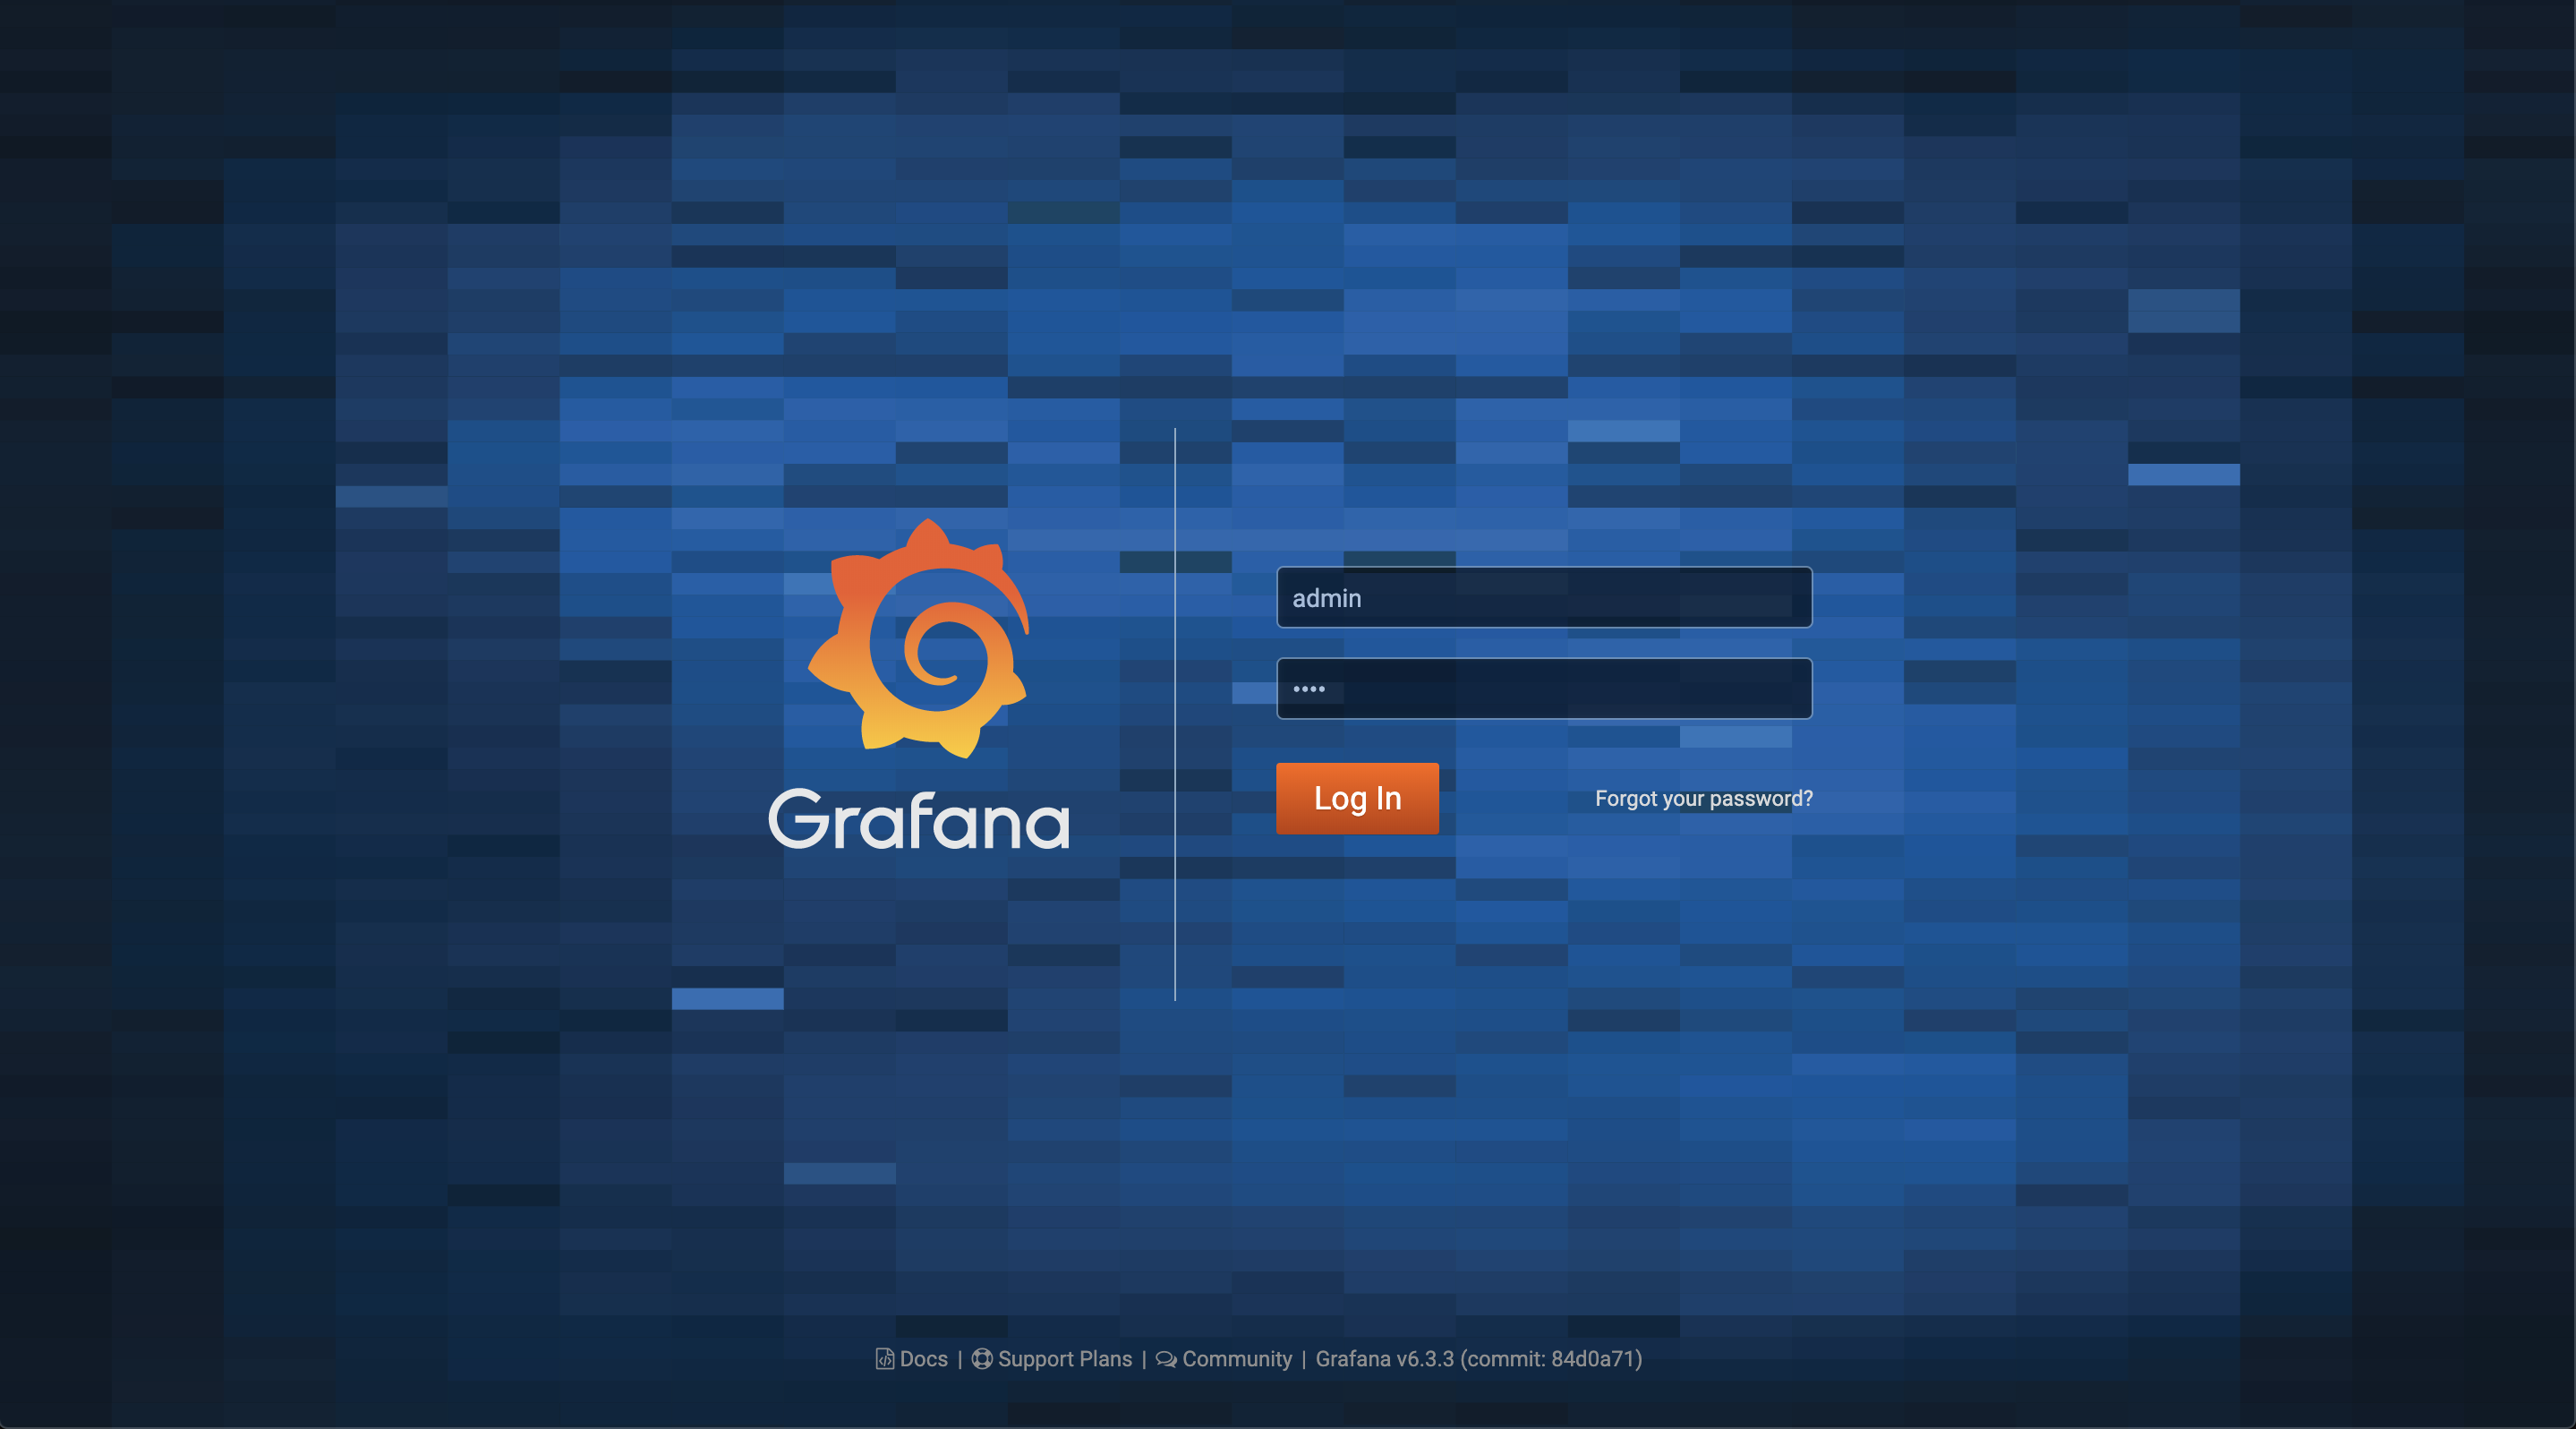 Grafana
admin
••••
Log In
Forgot your password?
Docs | Support Plans | Community | Grafana v6.3.3 (commit: 84d0a71)